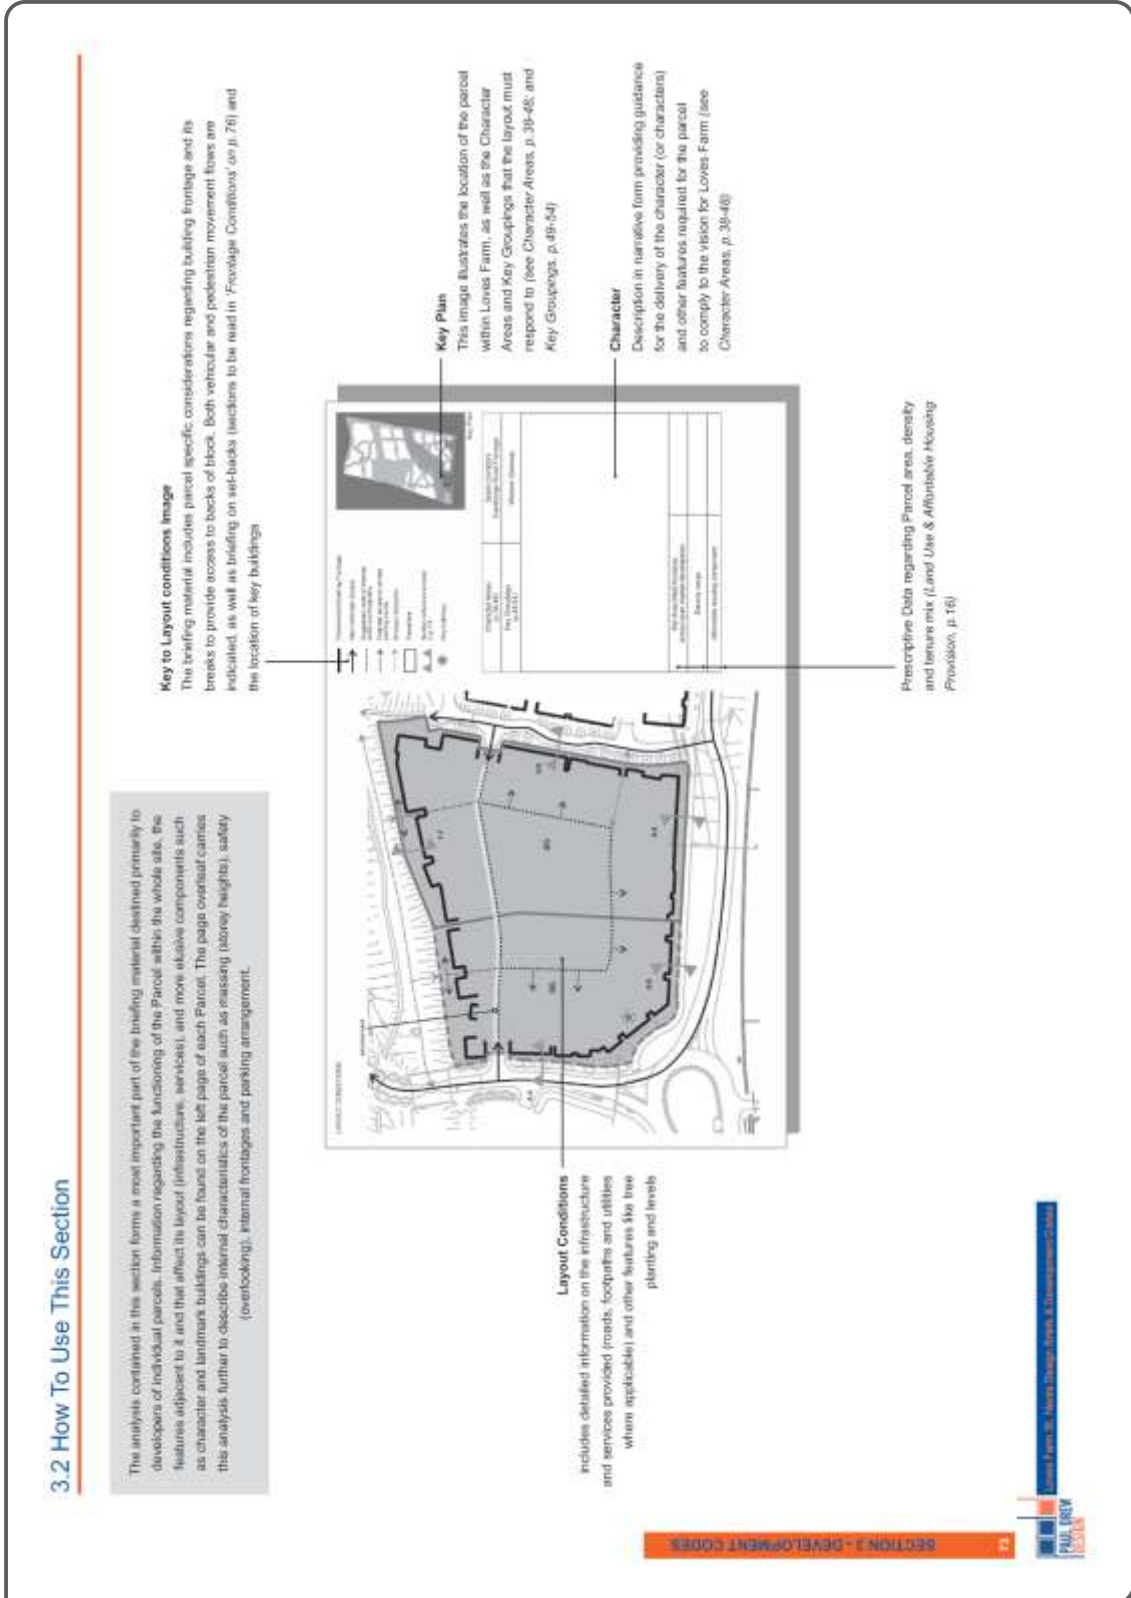 3.2 How To Use This Section
The analysis contained in this section forms a most important part of the briefing material destined primarily to
developers of individual parcels. Information regarding the functioning of the Parcel within the whole site, the
features adjacent to it and that affect its layout (infrastructure, services), and more elusive components such
as character and landmark buildings can be found on the left page of each Parcel. The page overleaf carries
this analysis further to describe internal characteristics of the parcel such as massing (storey heights), safety
(overlooking), internal frontages and parking arrangement.
Key to Layout conditions Image
The briefing material includes parcel specific considerations regarding building frontage and its
breaks to provide access to backs of block. Both vehicular and pedestrian movement flows are
indicated, as well as briefing on set-backs (sections to be read in 'Frontage Conditions' on p.76) and
the location of key buildings
Key Plan
This image illustrates the location of the parcel
within Loves Farm, as well as the Character
Areas and Key Groupings that the layout must
respond to (see Character Areas, p.38-48; and
Key Groupings, p.49-54)
Character
Description in narrative form providing guidance
for the delivery of the character (or characters)
and other features required for the parcel
to comply to the vision for Loves Farm (see
Character Areas, p.38-48)
Layout Conditions
Includes detailed information on the infrastructure
and services provided (roads, footpaths and utilities
where applicable) and other features like tree
planting and levels
Prescriptive Data regarding Parcel area, density
and tenure mix (Land Use & Affordable Housing
Provision, p.16)
SECTION 3 - DEVELOPMENT CODES
73
PAUL DREW
DESIGN
Loves Farm St. Neots Design Briefs & Development Codes